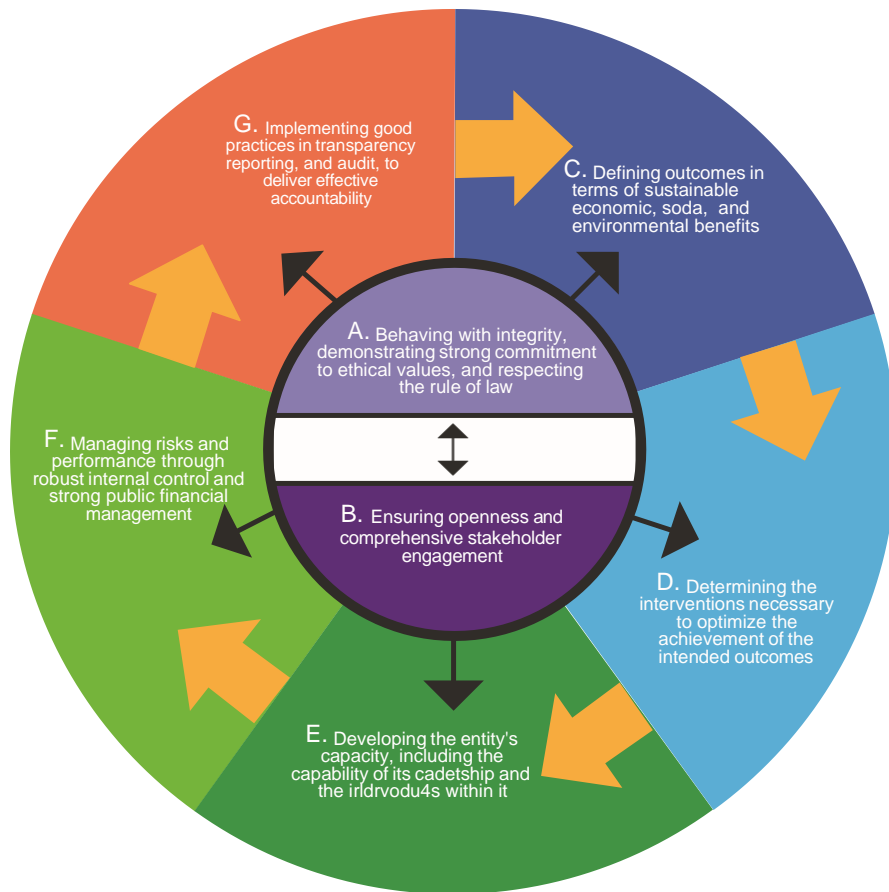 G. Implementing good
practices in transparency
reporting, and audit, to
deliver effective
accountability
C. Defining outcomes in
terms of sustainable
economic, soda, and
environmental benefits
A. Behaving with integrity,
demonstrating strong commitment
to ethical values, and respecting
the rule of law
F. Managing risks and
performance through
robust internal control and
strong public financial
management
B. Ensuring openness and
comprehensive stakeholder
engagement
D. Determining the
interventions necessary
to optimize the
achievement of the
intended outcomes
E. Developing the entity's
capacity, including the
capability of its cadetship and
the irldrvodu4s within it